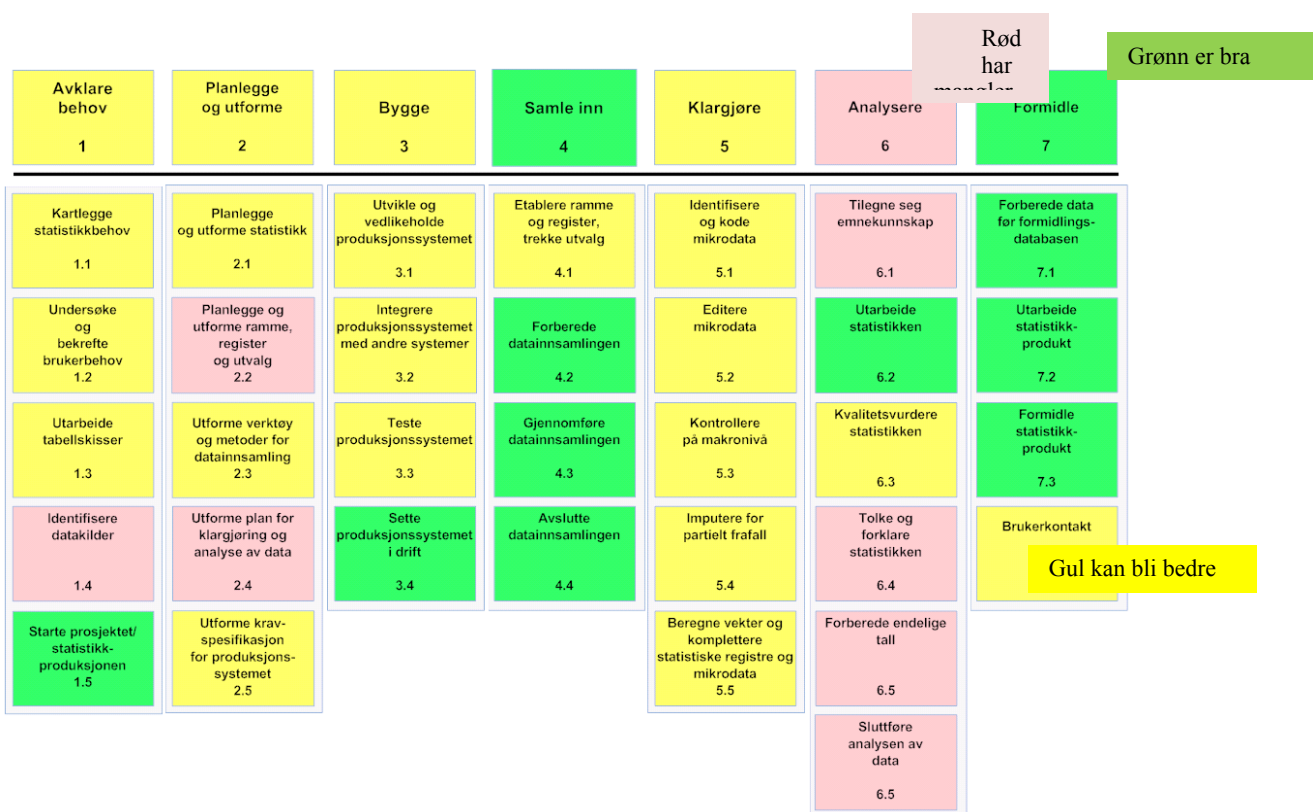 Rød
har
mangler
Grønn er bra
Avklare
behov
1
Planlegge
og utforme
2
Bygge
3
Samle inn
4
Klargjøre
5
Analysere
6
Formidle
7
Kartlegge
statistikkbehov
1.1
Undersøke
og
bekrefte
brukerbehov
1.2
Utarbeide
tabellskisser
1.3
Identifisere
datakilder
1.4
Starte prosjektet/
statistikk-
produksjonen
1.5
Planlegge
og utforme statistikk
2.1
Planlegge og
utforme ramme,
register
og utvalg
2.2
Utforme verktøy
og metoder for
datainnsamling
2.3
Utforme plan for
klargjøring og
analyse av data
2.4
Utforme krav-
spesifikasjon
for produksjons-
systemet
2.5
Utvikle og
vedlikeholde
produksjonssystemet
3.1
Integrere
produksjonssystemet
med andre systemer
3.2
Teste
produksjonssystemet
3.3
Sette
produksjonssystemet
i drift
3.4
Etablere ramme
og register,
trekke utvalg
4.1
Forberede
datainnsamlingen
4.2
Gjennomføre
datainnsamlingen
4.3
Avslutte
datainnsamlingen
4.4
Identifisere
og kode
mikrodata
5.1
Editere
mikrodata
5.2
Kontrollere
på makronivå
5.3
Imputere for
partielt frafall
5.4
Beregne vekter og
komplettere
statistiske registre og
mikrodata
5.5
Tilegne seg
emnekunnskap
6.1
Utarbeide
statistikken
6.2
Kvalitetsvurdere
statistikken
6.3
Tolke og
forklare
statistikken
6.4
Forberede endelige
tall
6.5
Sluttføre
analysen av
data
6.5
Forberede data
før formidlings-
databasen
7.1
Utarbeide
statistikk-
produkt
7.2
Formidle
statistikk-
produkt
7.3
Brukerkontakt
Gul kan bli bedre